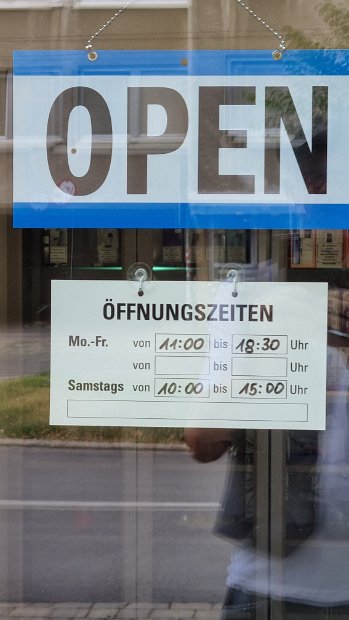 OPEN
ÖFFNUNGSZEITEN
Mo.-Fr. von 11:00 bis 18:30 Uhr
von bis Uhr
Samstags von 10:00 bis 15:00 Uhr